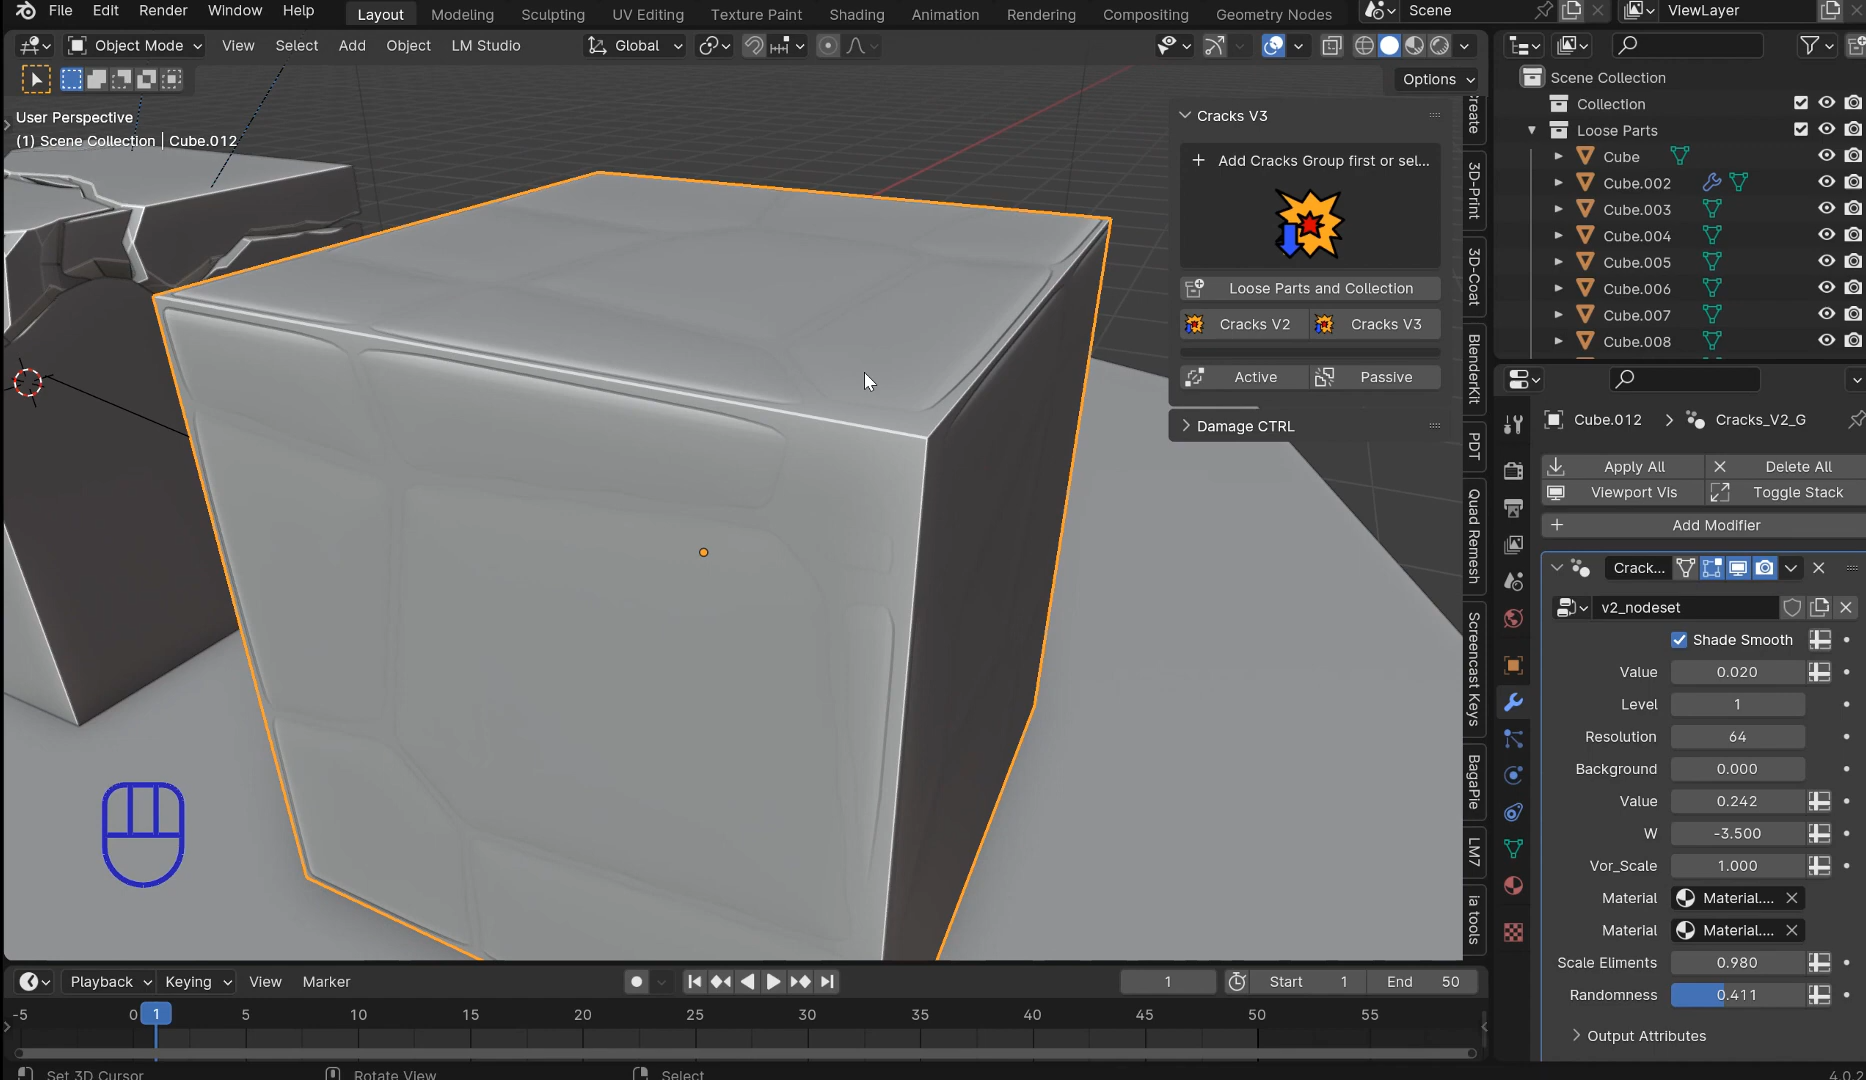 File Edit Render Window Help Layout Modeling Sculpting UV Editing Texture Paint Shading Animation Rendering Compositing Geometry Nodes Scene ViewLayer
Object Mode View Select Add Object LM Studio Global
Options
User Perspective
(1) Scene Collection | Cube.012
Cracks V3
Add Cracks Group first or sel...
Loose Parts and Collection
Cracks V2 Cracks V3
Active Passive
Damage CTRL
3D-Print
3D-Coat
BlenderKit
PDT
Quad Remesh
Screencast Keys
BagaPie
LM7
ia tools
Scene Collection
Collection
Loose Parts
Cube
Cube.002
Cube.003
Cube.004
Cube.005
Cube.006
Cube.007
Cube.008
Cube.012 > Cracks_V2_G
Apply All Delete All
Viewport Vis Toggle Stack
Add Modifier
Crack...
v2_nodeset
Shade Smooth
Value 0.020
Level 1
Resolution 64
Background 0.000
Value 0.242
W -3.500
Vor_Scale 1.000
Material Material....
Material Material....
Scale Eliments 0.980
Randomness 0.411
Output Attributes
Playback Keying View Marker 1 Start 1 End 50
-5 0 1 5 10 15 20 25 30 35 40 45 50 55
Set 3D Cursor Rotate View Select